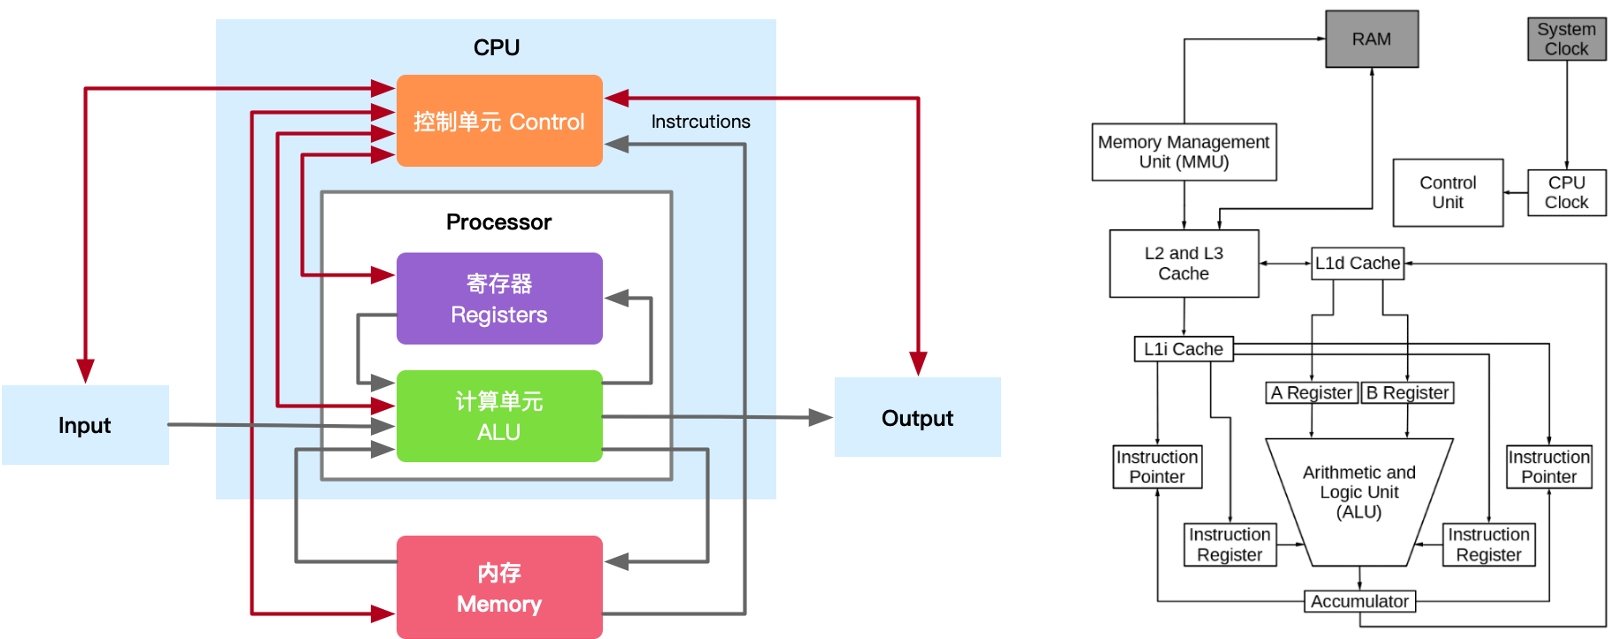 CPU
控制单元 Control
Instrcutions
Processor
寄存器
Registers
计算单元
ALU
Input
Output
内存
Memory
RAM
System
Clock
Memory Management
Unit (MMU)
Control
Unit
CPU
Clock
L2 and L3
Cache
L1d Cache
L1i Cache
A Register
B Register
Instruction
Pointer
Arithmetic and
Logic Unit
(ALU)
Instruction
Pointer
Instruction
Register
Instruction
Register
Accumulator